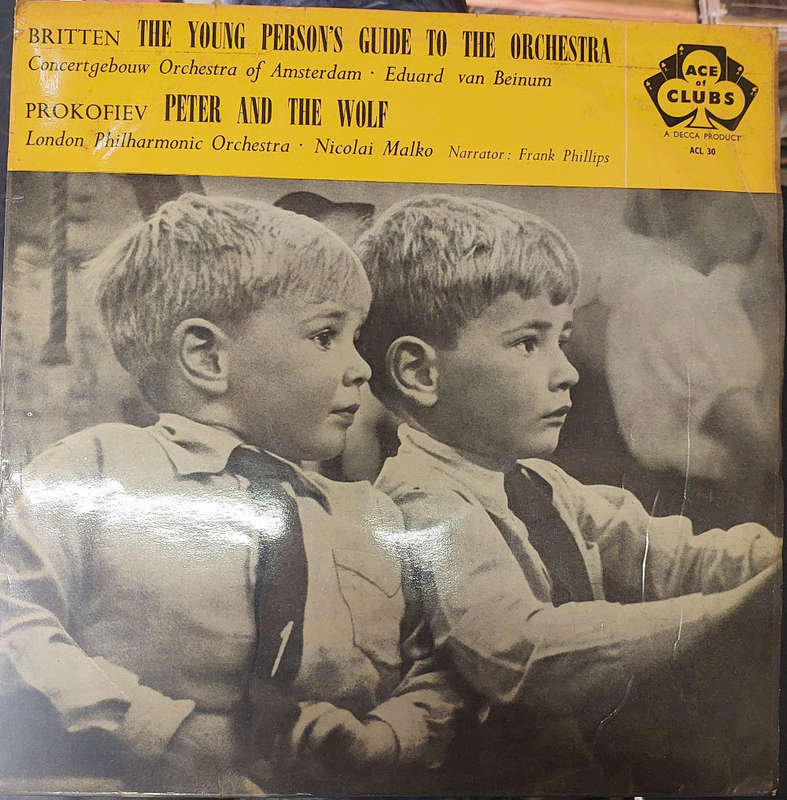 BRITTEN THE YOUNG PERSON'S GUIDE TO THE ORCHESTRA
Concertgebouw Orchestra of Amsterdam · Eduard van Beinum
PROKOFIEV PETER AND THE WOLF
London Philharmonic Orchestra · Nicolai Malko Narrator: Frank Phillips
ACE
of
CLUBS
A DECCA PRODUCT
ACL 30